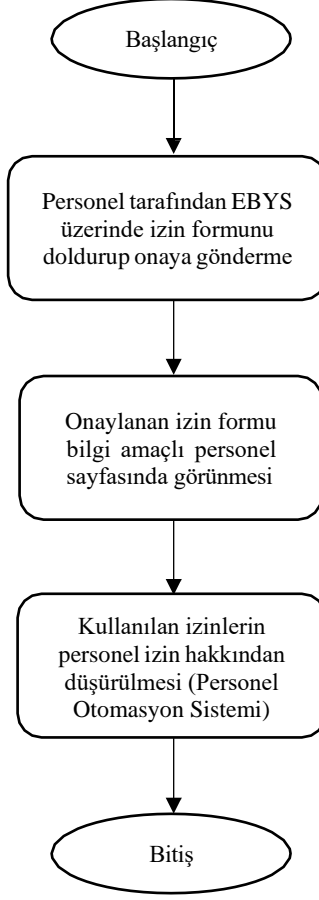 Başlangıç
Personel tarafından EBYS
üzerinde izin formunu
doldurup onaya gönderme
Onaylanan izin formu
bilgi amaçlı personel
sayfasında görünmesi
Kullanılan izinlerin
personel izin hakkından
düşürülmesi (Personel
Otomasyon Sistemi)
Bitiş